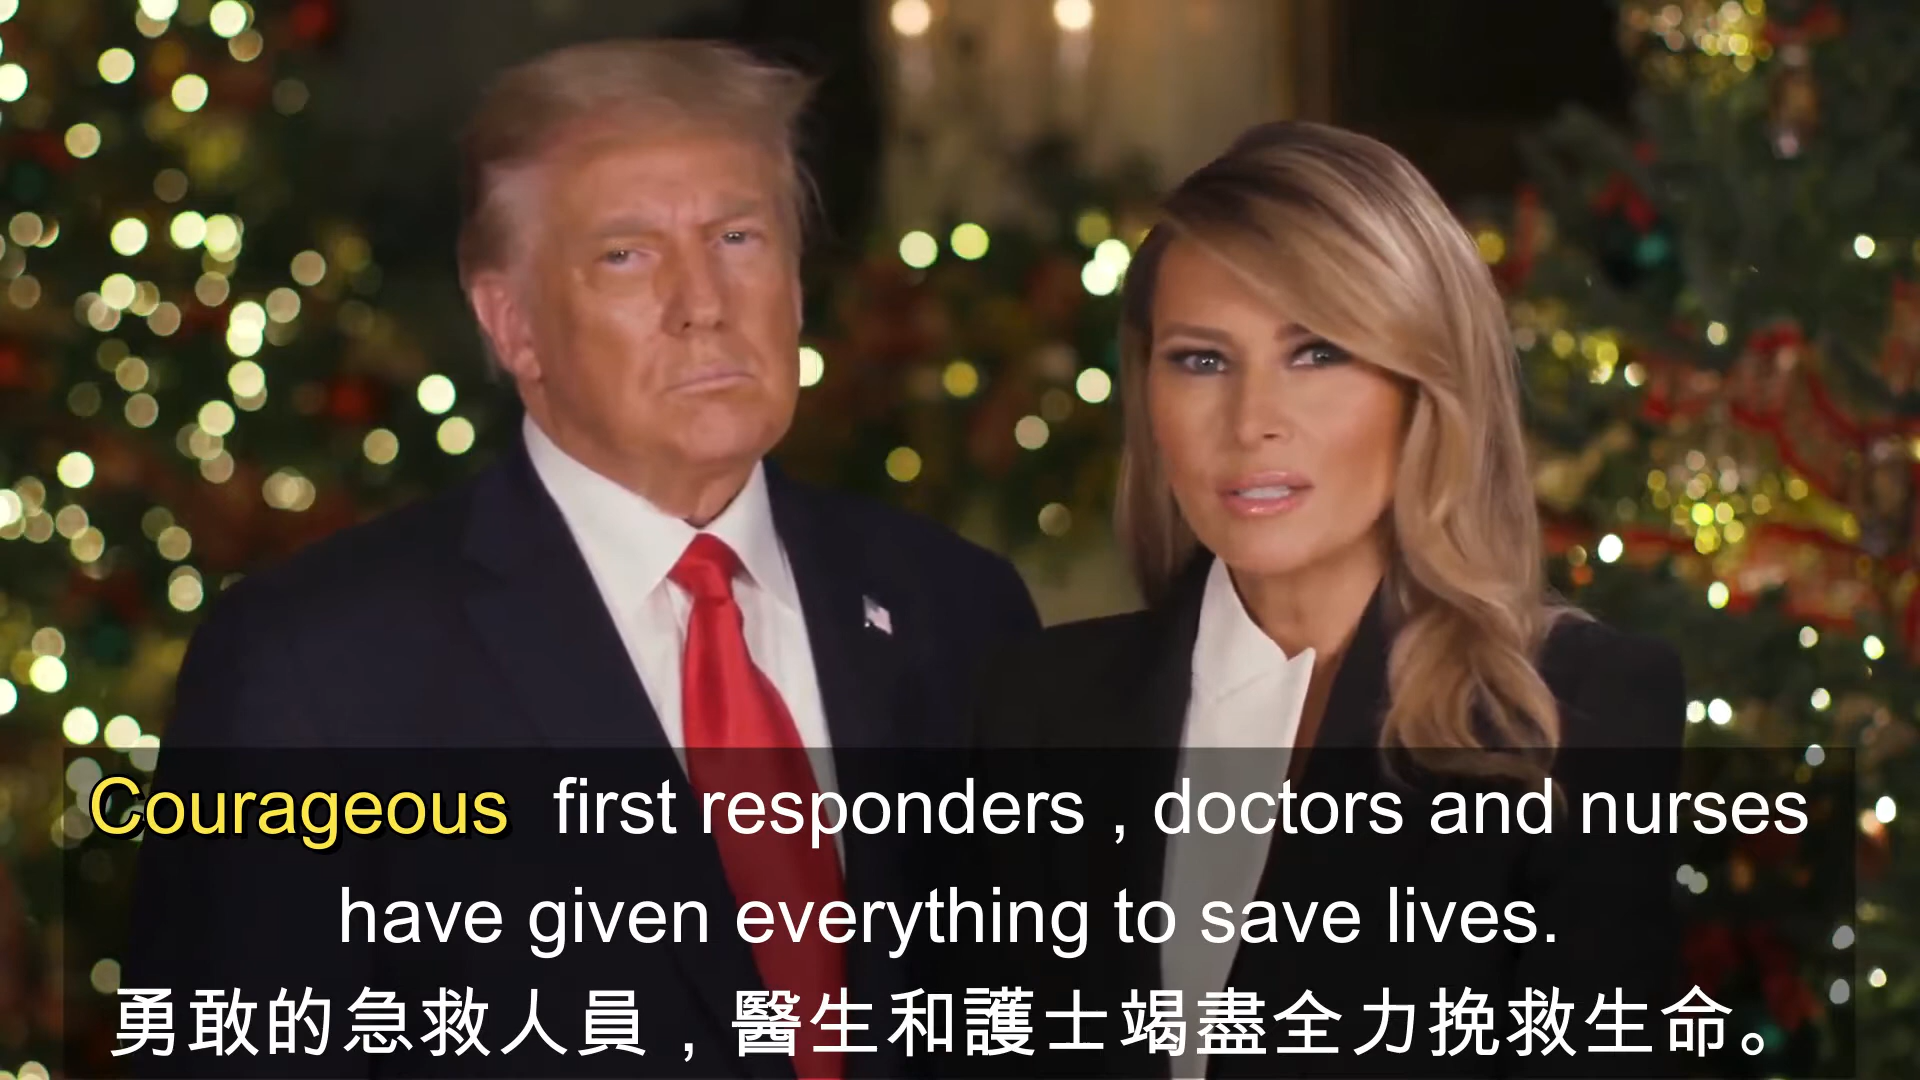 Courageous first responders , doctors and nurses
have given everything to save lives.
勇敢的急救人員，醫生和護士竭盡全力挽救生命。